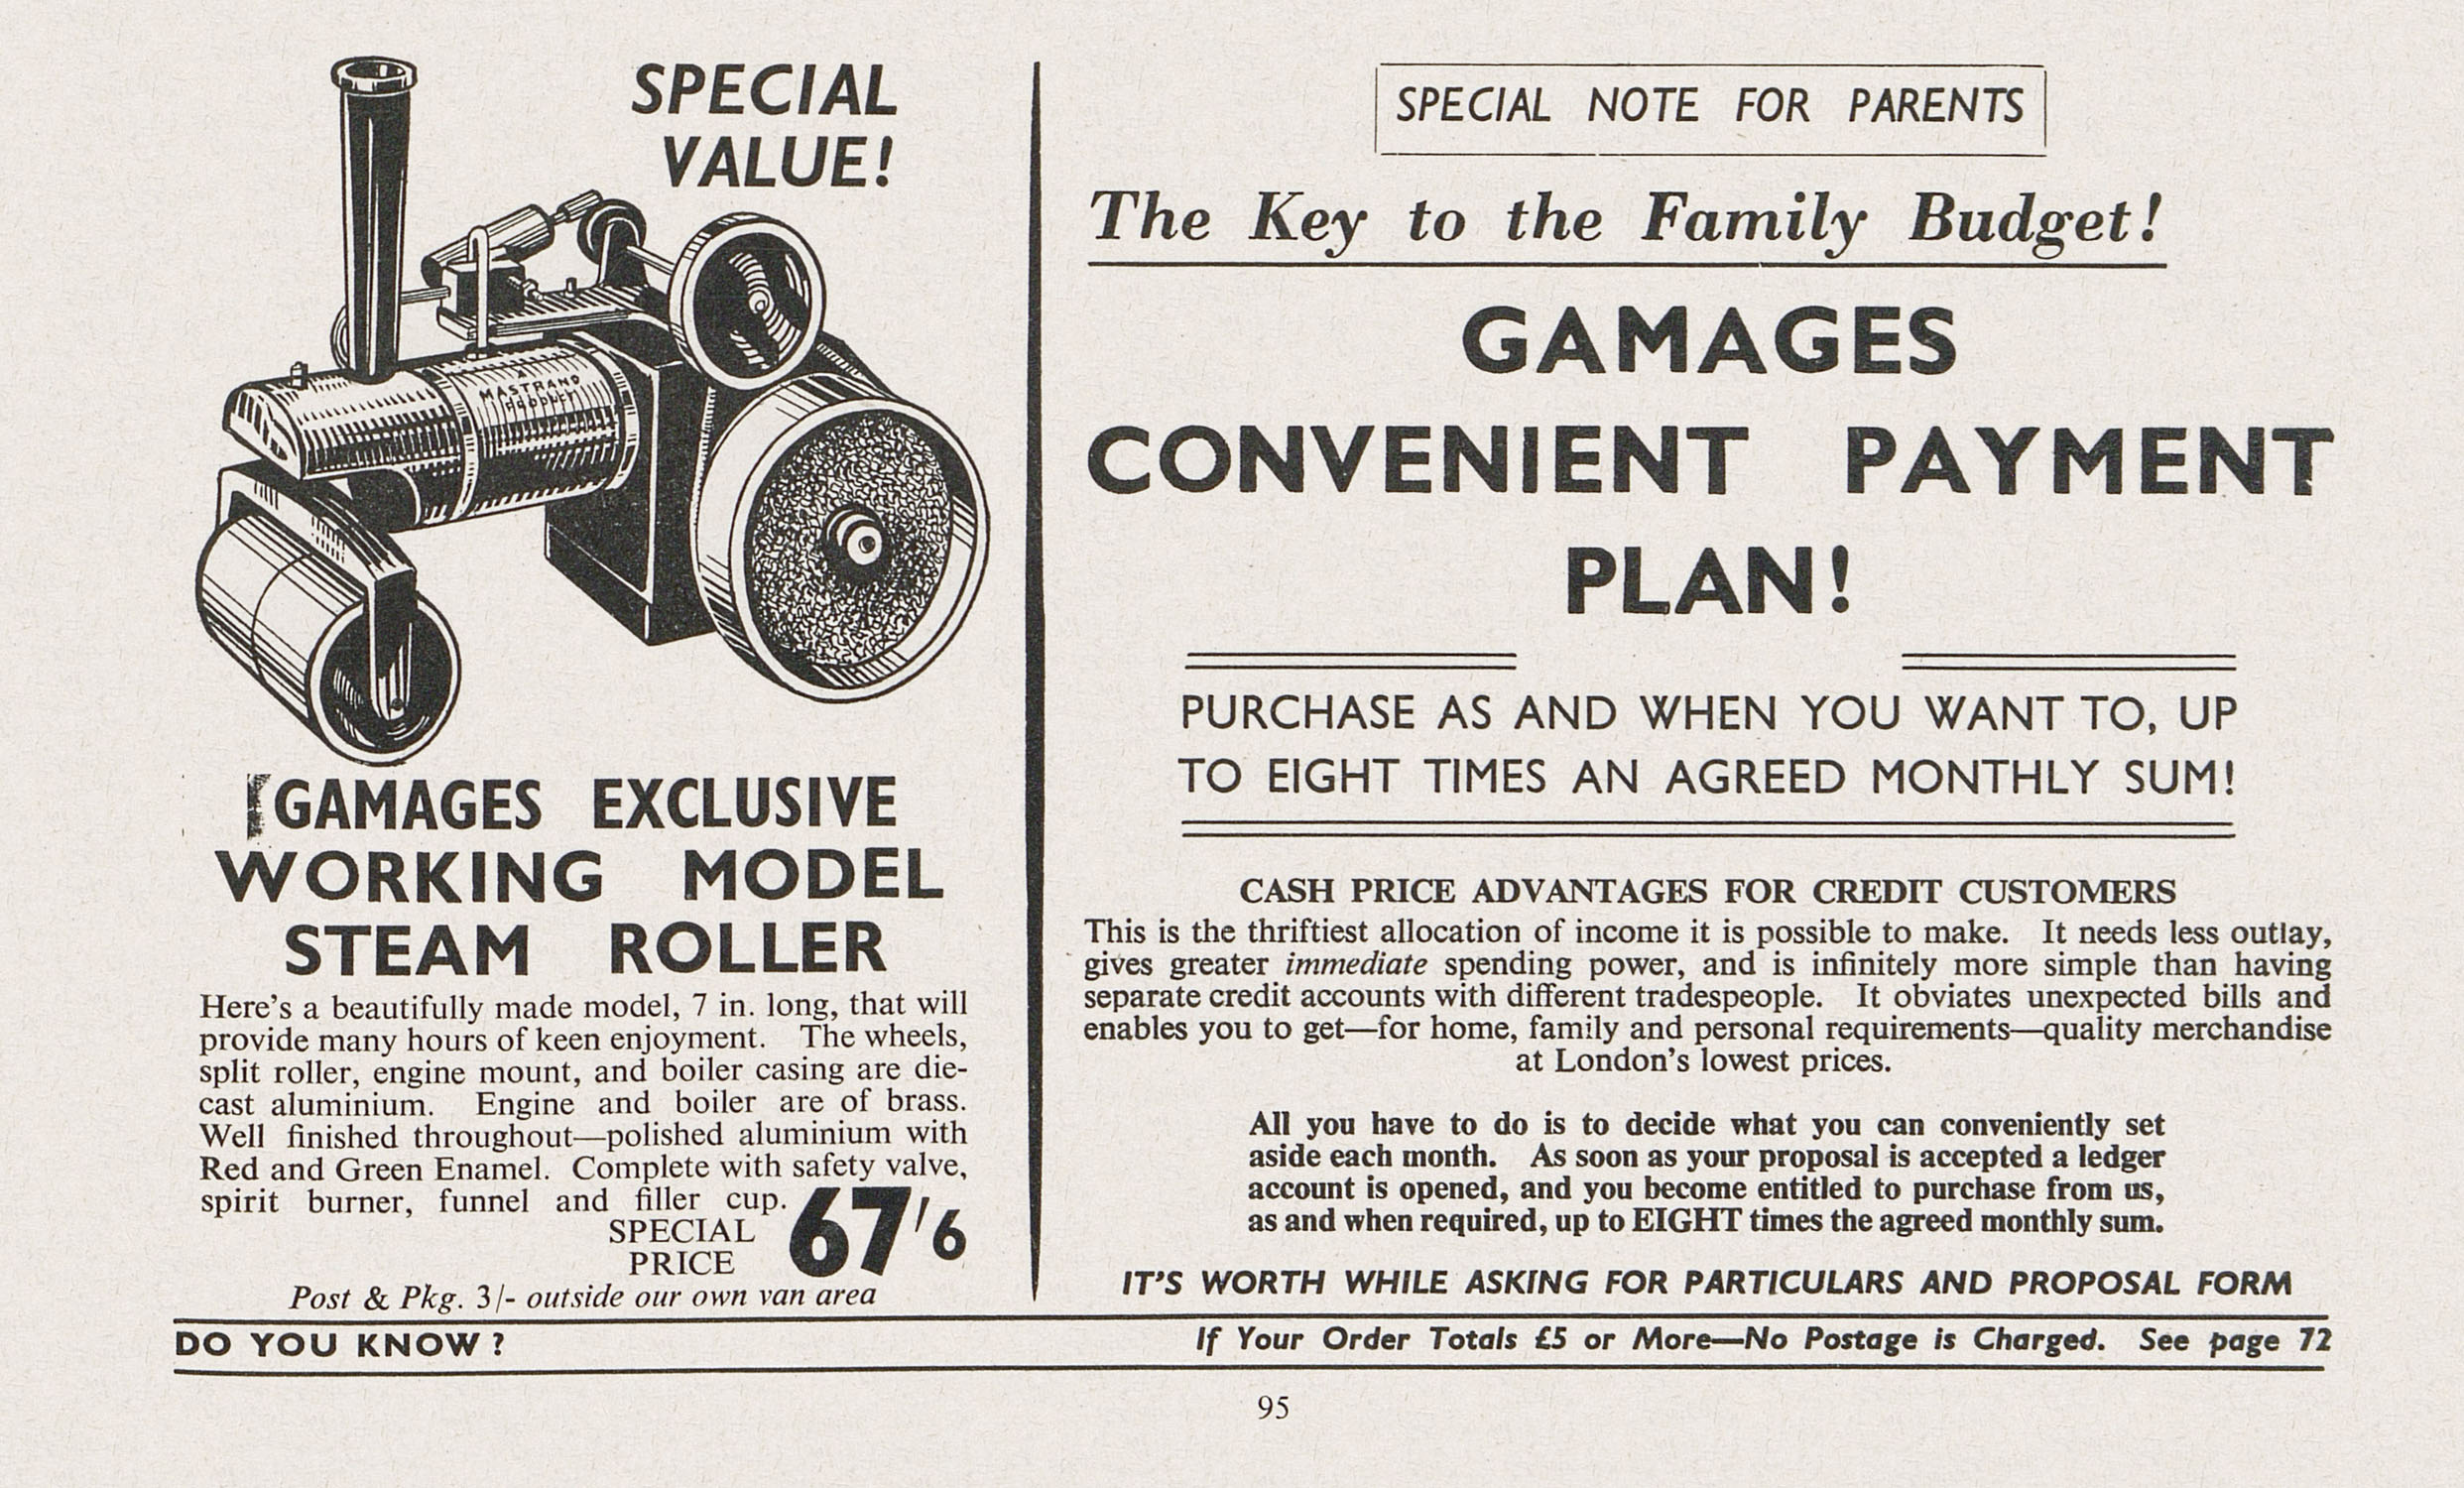 SPECIAL
VALUE!
A
MASTRAND
PRODUCT
GAMAGES EXCLUSIVE
WORKING MODEL
STEAM ROLLER
Here's a beautifully made model, 7 in. long, that will
provide many hours of keen enjoyment. The wheels,
split roller, engine mount, and boiler casing are die-
cast aluminium. Engine and boiler are of brass.
Well finished throughout—polished aluminium with
Red and Green Enamel. Complete with safety valve,
spirit burner, funnel and filler cup.
SPECIAL
PRICE
67/6
Post & Pkg. 3/- outside our own van area
SPECIAL NOTE FOR PARENTS
The Key to the Family Budget!
GAMAGES
CONVENIENT PAYMENT
PLAN!
PURCHASE AS AND WHEN YOU WANT TO, UP
TO EIGHT TIMES AN AGREED MONTHLY SUM!
CASH PRICE ADVANTAGES FOR CREDIT CUSTOMERS
This is the thriftiest allocation of income it is possible to make. It needs less outlay,
gives greater immediate spending power, and is infinitely more simple than having
separate credit accounts with different tradespeople. It obviates unexpected bills and
enables you to get—for home, family and personal requirements—quality merchandise
at London's lowest prices.
All you have to do is to decide what you can conveniently set
aside each month. As soon as your proposal is accepted a ledger
account is opened, and you become entitled to purchase from us,
as and when required, up to EIGHT times the agreed monthly sum.
IT'S WORTH WHILE ASKING FOR PARTICULARS AND PROPOSAL FORM
DO YOU KNOW? If Your Order Totals £5 or More—No Postage is Charged. See page 72
95